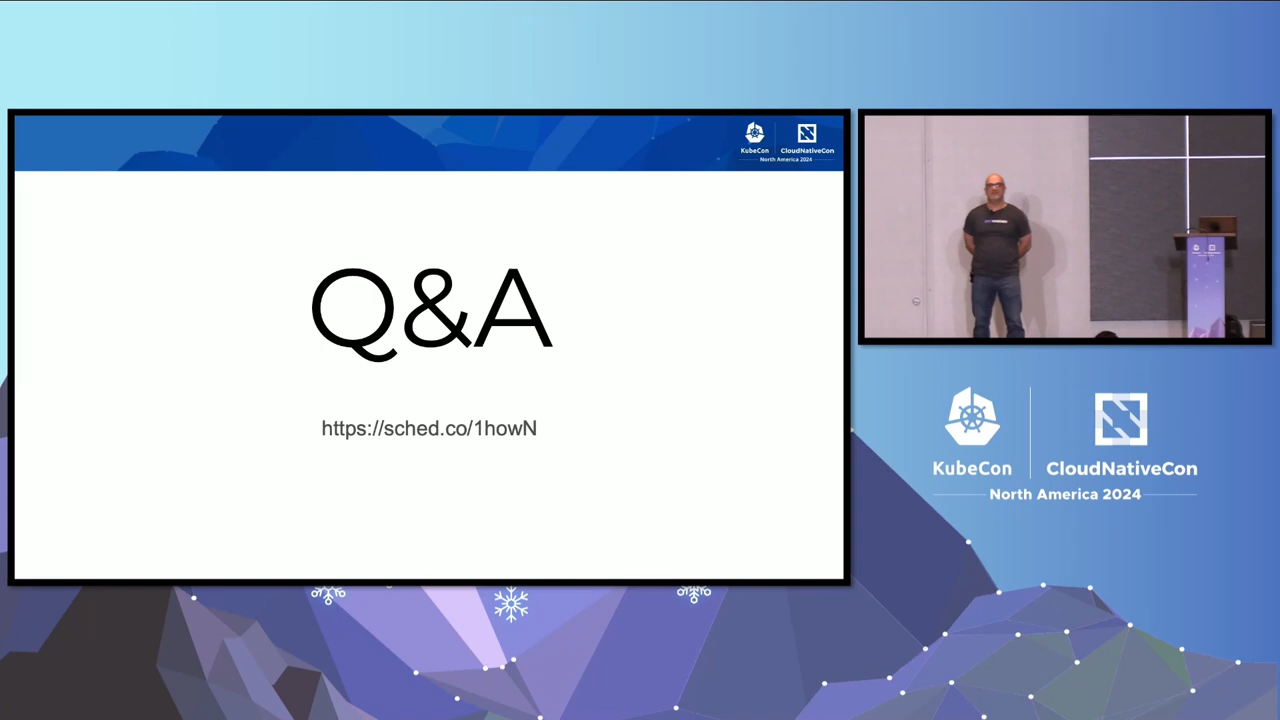 KubeCon
CloudNativeCon
North America 2024
Q&A
https://sched.co/1howN
KubeCon
CloudNativeCon
North America 2024